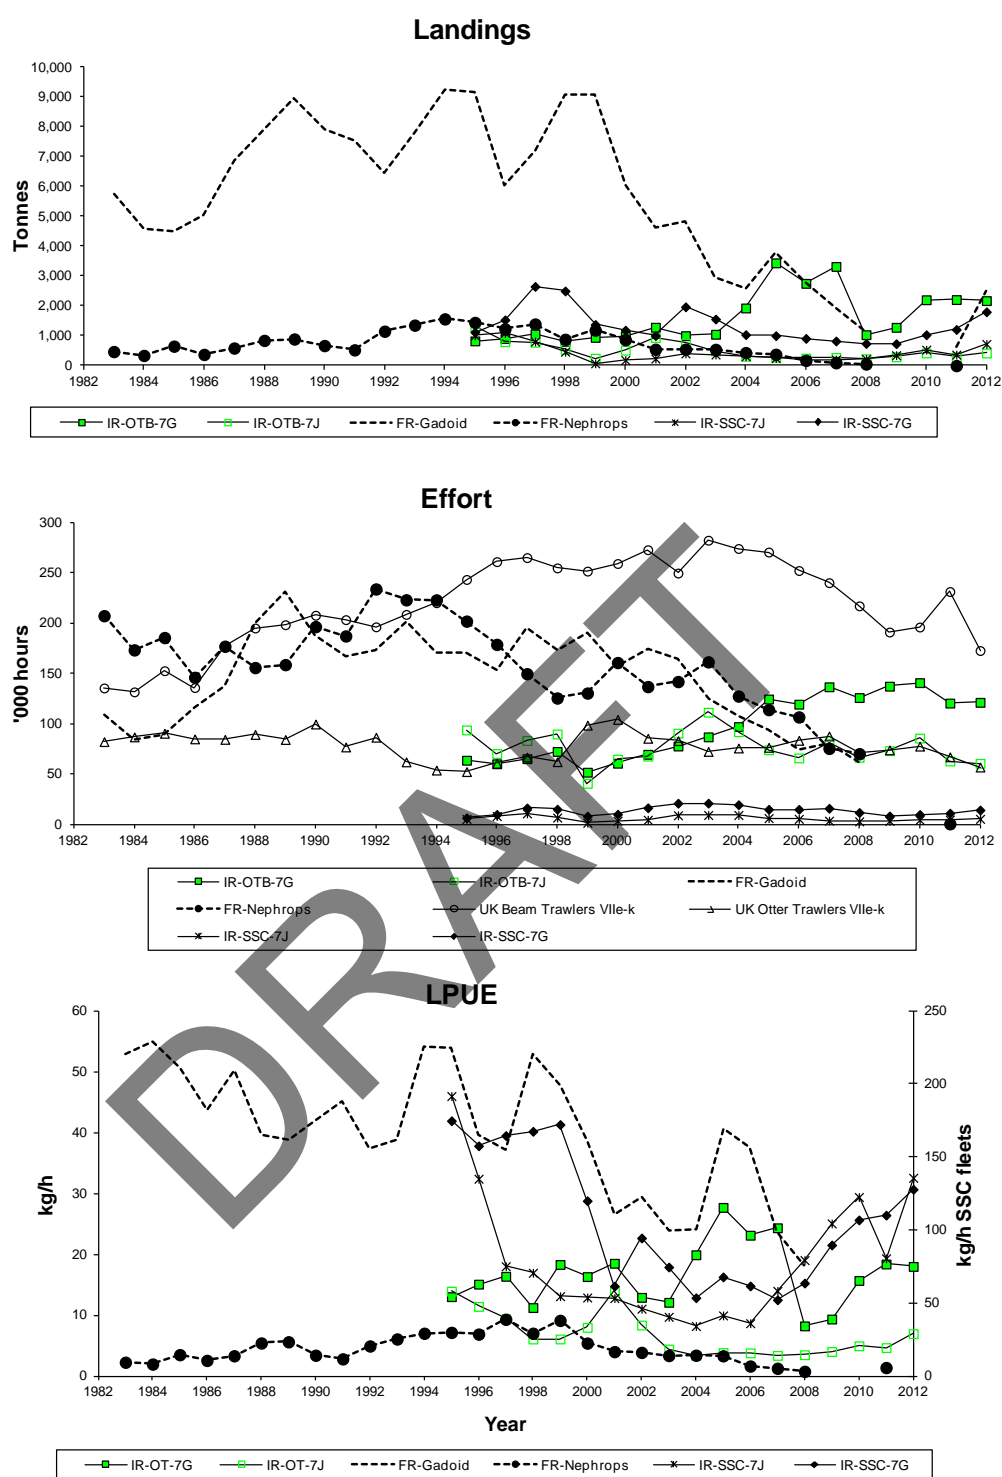 Landings
10,000
9,000
8,000
7,000
6,000
5,000
4,000
3,000
2,000
1,000
0
Tonnes
1982 1984 1986 1988 1990 1992 1994 1996 1998 2000 2002 2004 2006 2008 2010 2012
IR-OTB-7G IR-OTB-7J FR-Gadoid FR-Nephrops IR-SSC-7J IR-SSC-7G
Effort
300
250
200
150
100
50
0
'000 hours
1982 1984 1986 1988 1990 1992 1994 1996 1998 2000 2002 2004 2006 2008 2010 2012
IR-OTB-7G IR-OTB-7J FR-Gadoid
FR-Nephrops UK Beam Trawlers VIIe-k UK Otter Trawlers VIIe-k
IR-SSC-7J IR-SSC-7G
DRAFT
LPUE
60
50
40
30
20
10
0
kg/h
250
200
150
100
50
0
kg/h SSC fleets
1982 1984 1986 1988 1990 1992 1994 1996 1998 2000 2002 2004 2006 2008 2010 2012
Year
IR-OT-7G IR-OT-7J FR-Gadoid FR-Nephrops IR-SSC-7J IR-SSC-7G